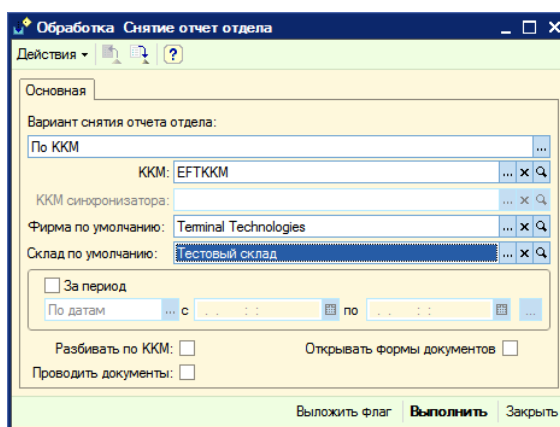 Обработка Снятие отчет отдела
Действия
Основная
Вариант снятия отчета отдела:
По ККМ ...
ККМ: EFTKKM ...
ККМ синхронизатора: ...
Фирма по умолчанию: Terminal Technologies ...
Склад по умолчанию: Тестовый склад ...
За период
По датам ... с . . : : по . . : : ...
Разбивать по ККМ: Открывать формы документов
Проводить документы:
Выложить флаг Выполнить Закрыть